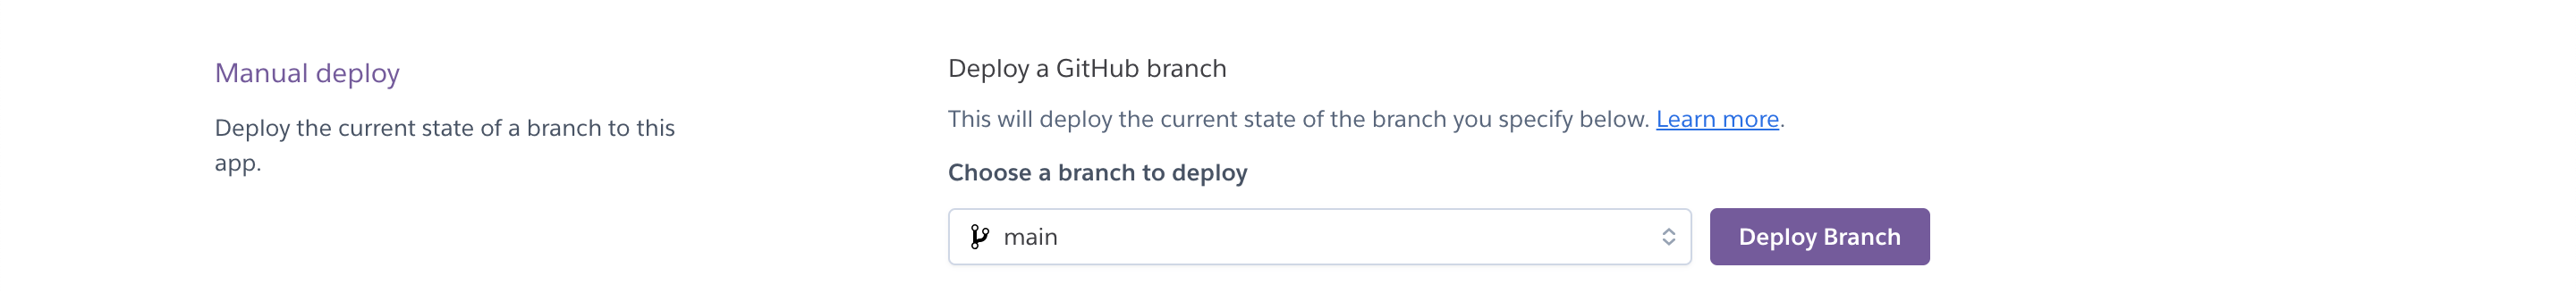 Manual deploy
Deploy the current state of a branch to this
app.
Deploy a GitHub branch
This will deploy the current state of the branch you specify below. Learn more.
Choose a branch to deploy
main
Deploy Branch